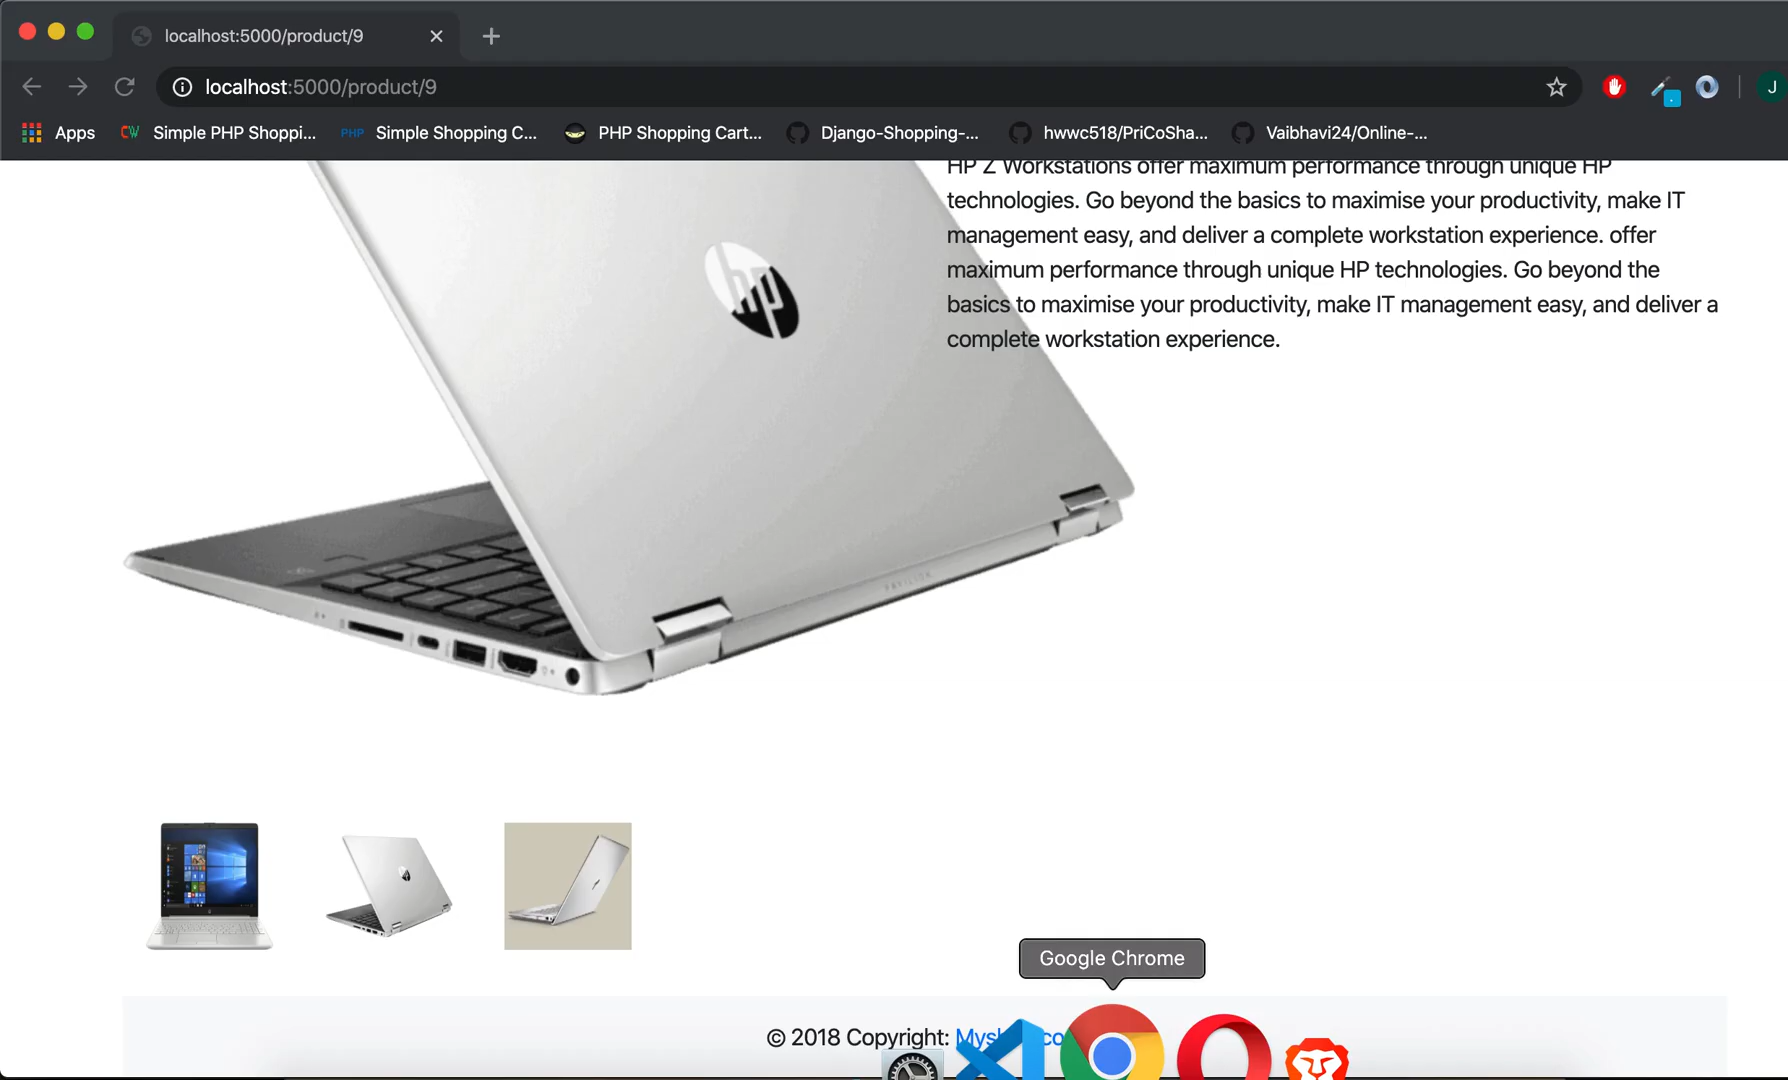 localhost:5000/product/9
localhost:5000/product/9
J
Apps
Simple PHP Shoppi...
PHP
Simple Shopping C...
PHP Shopping Cart...
Django-Shopping-...
hwwc518/PriCoSha...
Vaibhavi24/Online-...
HP Z Workstations offer maximum performance through unique HP
technologies. Go beyond the basics to maximise your productivity, make IT
management easy, and deliver a complete workstation experience. offer
maximum performance through unique HP technologies. Go beyond the
basics to maximise your productivity, make IT management easy, and deliver a
complete workstation experience.
hp
PAVILION
Google Chrome
© 2018 Copyright: